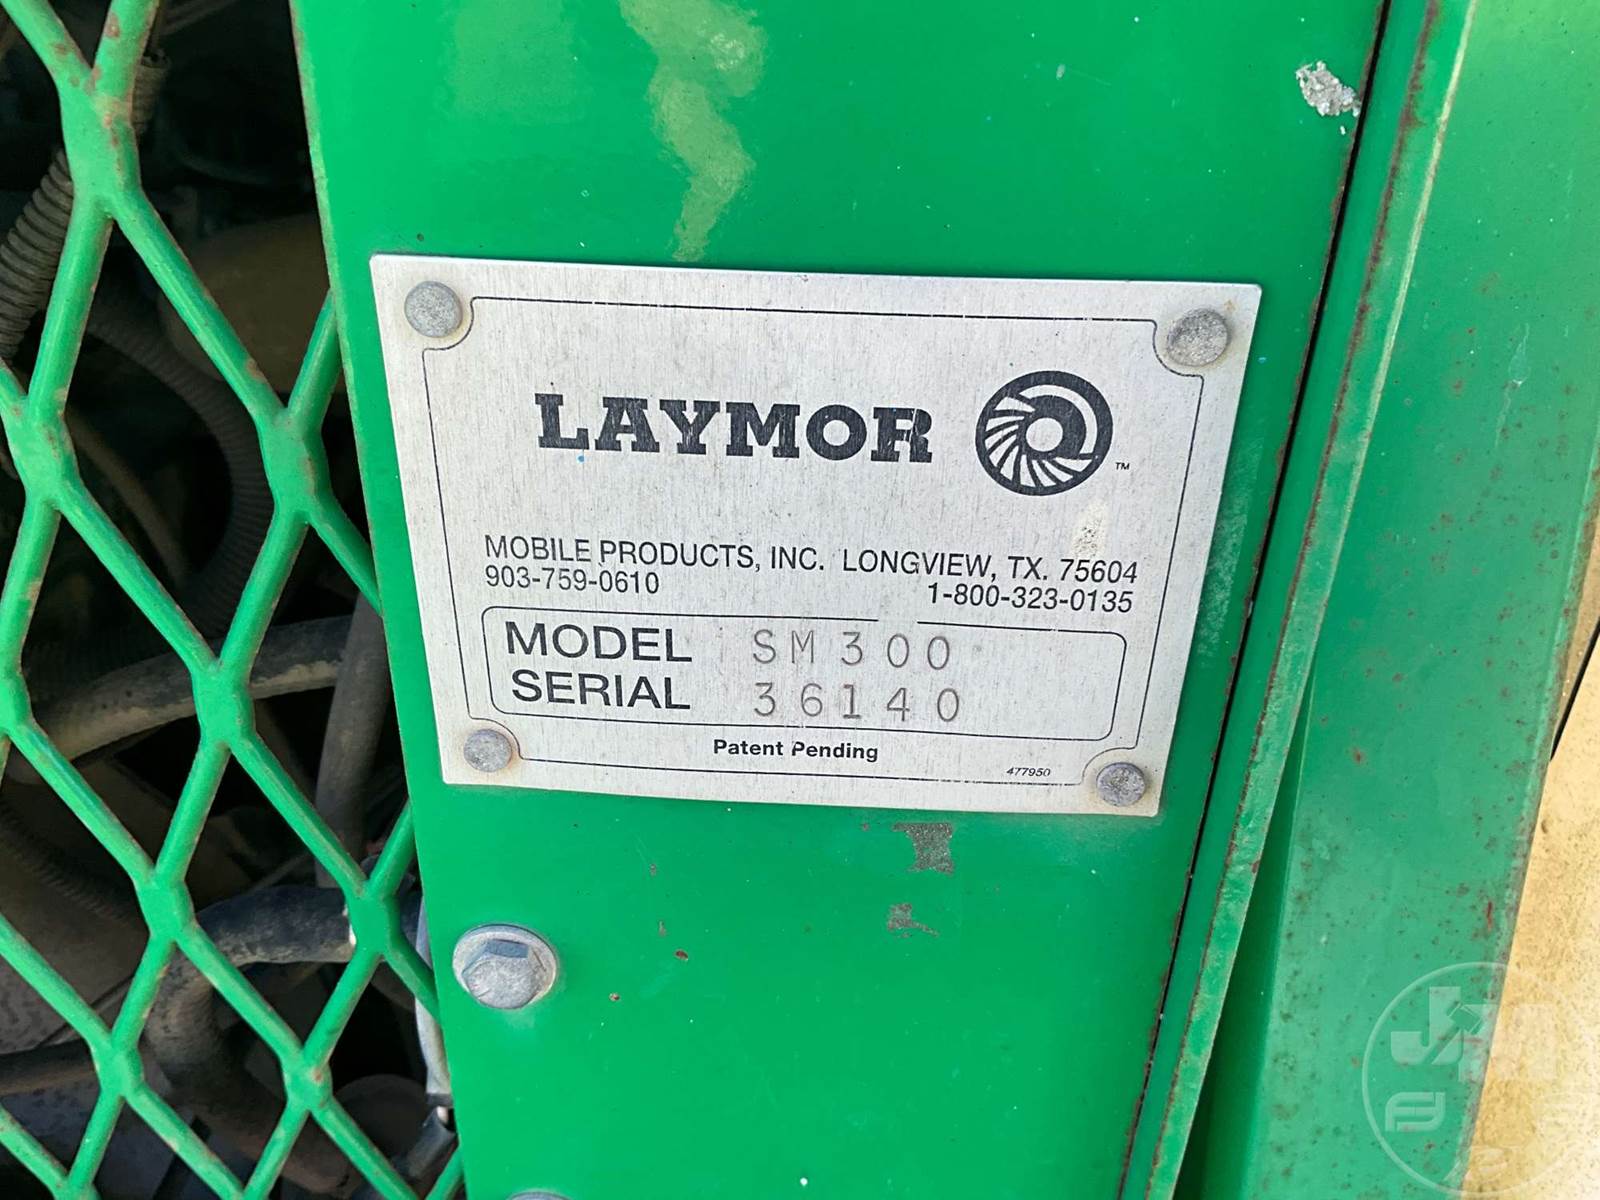 LAYMOR ™
MOBILE PRODUCTS, INC. LONGVIEW, TX. 75604
903-759-0610 1-800-323-0135
MODEL SM300
SERIAL 36140
Patent Pending
477950